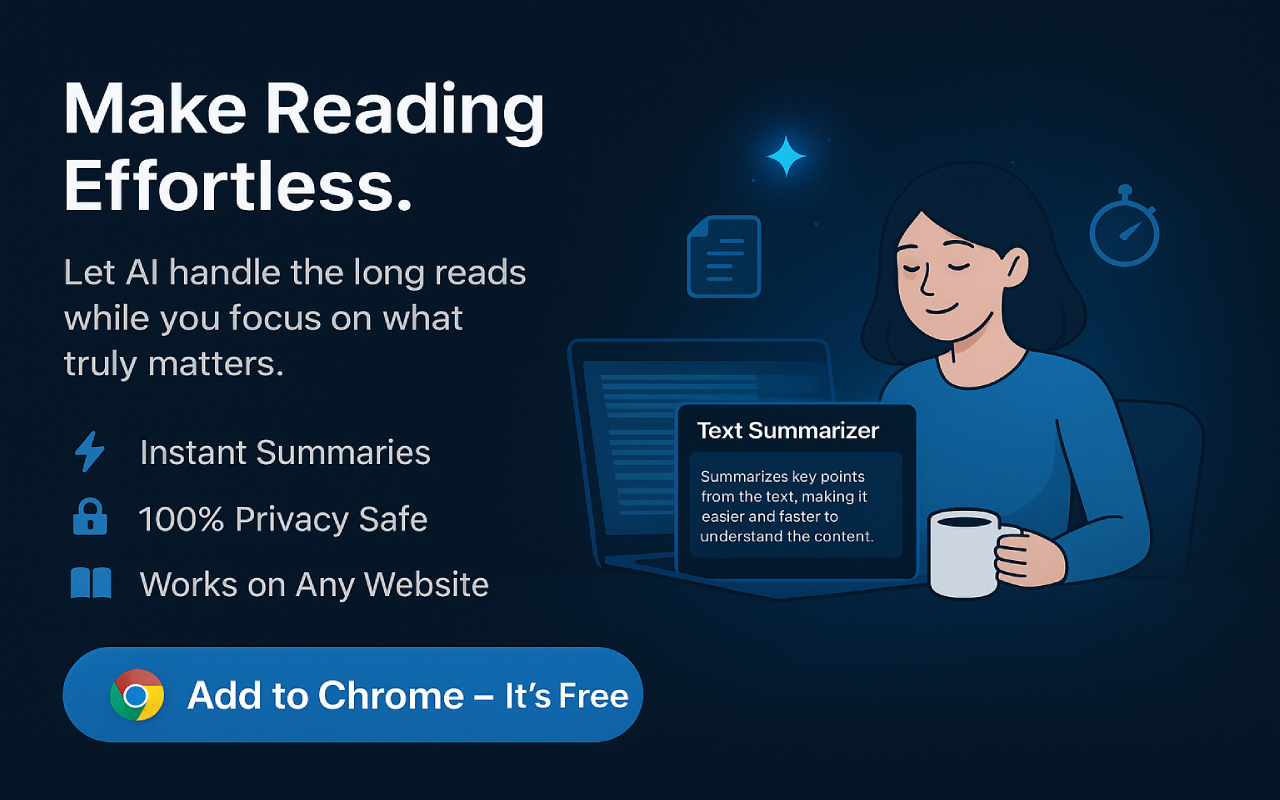 Make Reading
Effortless.
Let AI handle the long reads
while you focus on what
truly matters.
Instant Summaries
100% Privacy Safe
Works on Any Website
Add to Chrome – It's Free
Text Summarizer
Summarizes key points
from the text, making it
easier and faster to
understand the content.